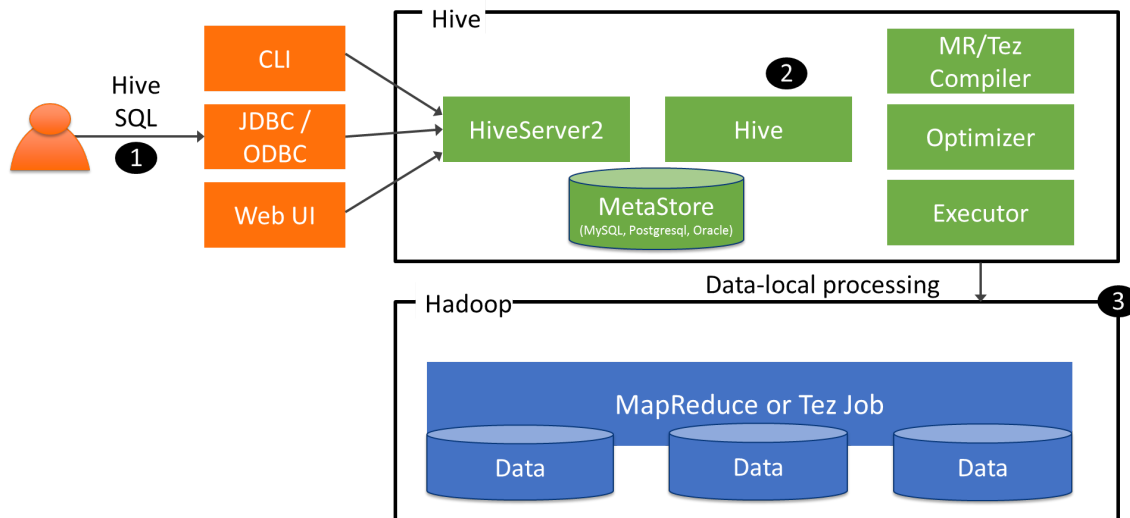 Hive
SQL
1
CLI
JDBC /
ODBC
Web UI
Hive
2
HiveServer2
Hive
MetaStore
(MySQL, Postgresql, Oracle)
MR/Tez
Compiler
Optimizer
Executor
Data-local processing
Hadoop
3
MapReduce or Tez Job
Data
Data
Data